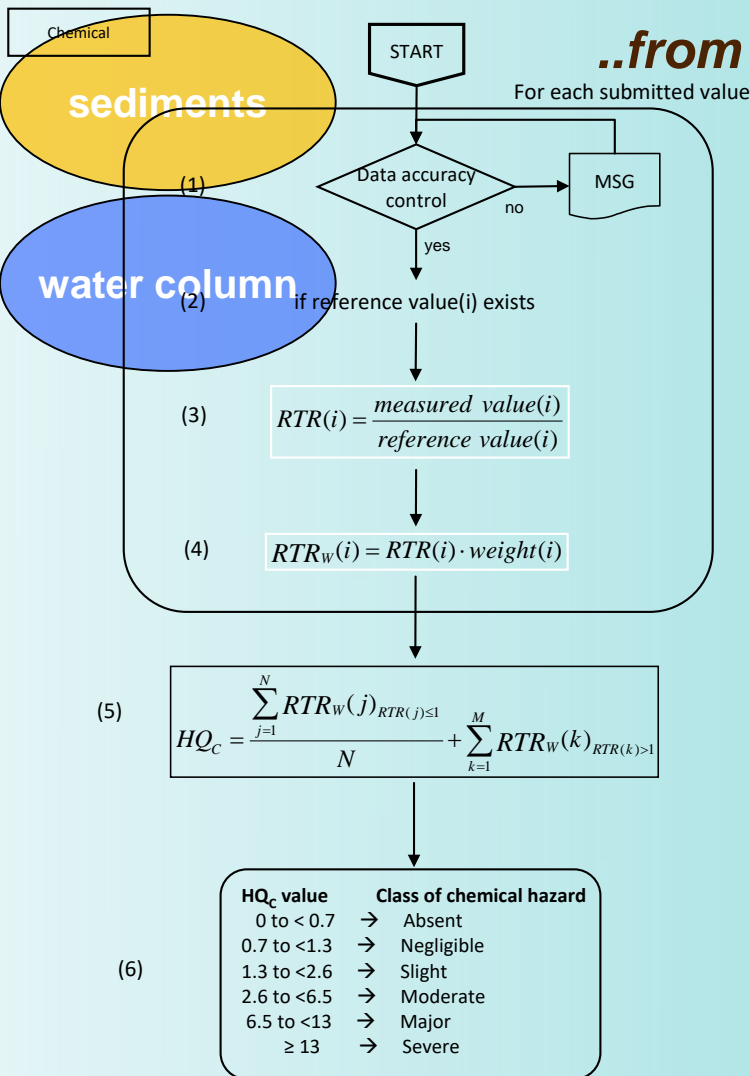 Chemical
START
..from
For each submitted value
sediments
(1)
Data accuracy
control
MSG
no
yes
water column
(2)
if reference value(i) exists
(3)
RTR(i) = measured value(i) / reference value(i)
(4)
RTR_W(i) = RTR(i) · weight(i)
(5)
HQ_C = \frac{\sum_{j=1}^{N} RTR_W(j)_{RTR(j)≤1}}{N} + \sum_{k=1}^{M} RTR_W(k)_{RTR(k)>1}
HQ_C value Class of chemical hazard
0 to < 0.7 → Absent
0.7 to <1.3 → Negligible
1.3 to <2.6 → Slight
(6)
2.6 to <6.5 → Moderate
6.5 to <13 → Major
≥ 13 → Severe